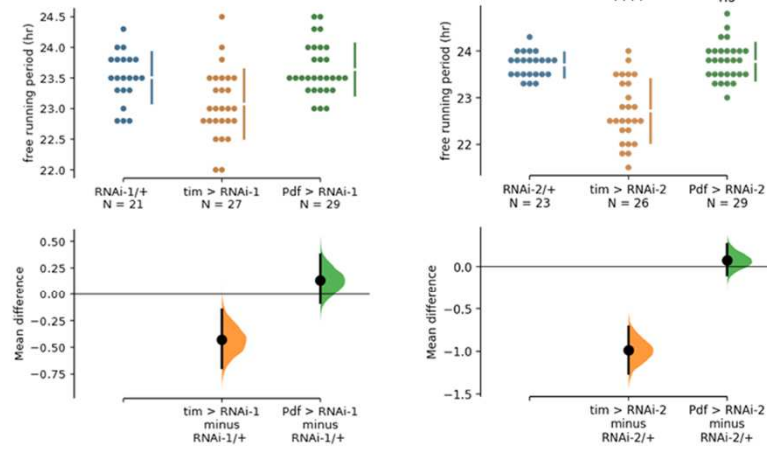 free running period (hr)
24.5
24.0
23.5
23.0
22.5
22.0
RNAi-1/+
N = 21
tim > RNAi-1
N = 27
Pdf > RNAi-1
N = 29
free running period (hr)
24
23
22
RNAi-2/+
N = 23
tim > RNAi-2
N = 26
Pdf > RNAi-2
N = 29
Mean difference
0.50
0.25
0.00
−0.25
−0.50
−0.75
tim > RNAi-1
minus
RNAi-1/+
Pdf > RNAi-1
minus
RNAi-1/+
Mean difference
0.0
−0.5
−1.0
−1.5
tim > RNAi-2
minus
RNAi-2/+
Pdf > RNAi-2
minus
RNAi-2/+